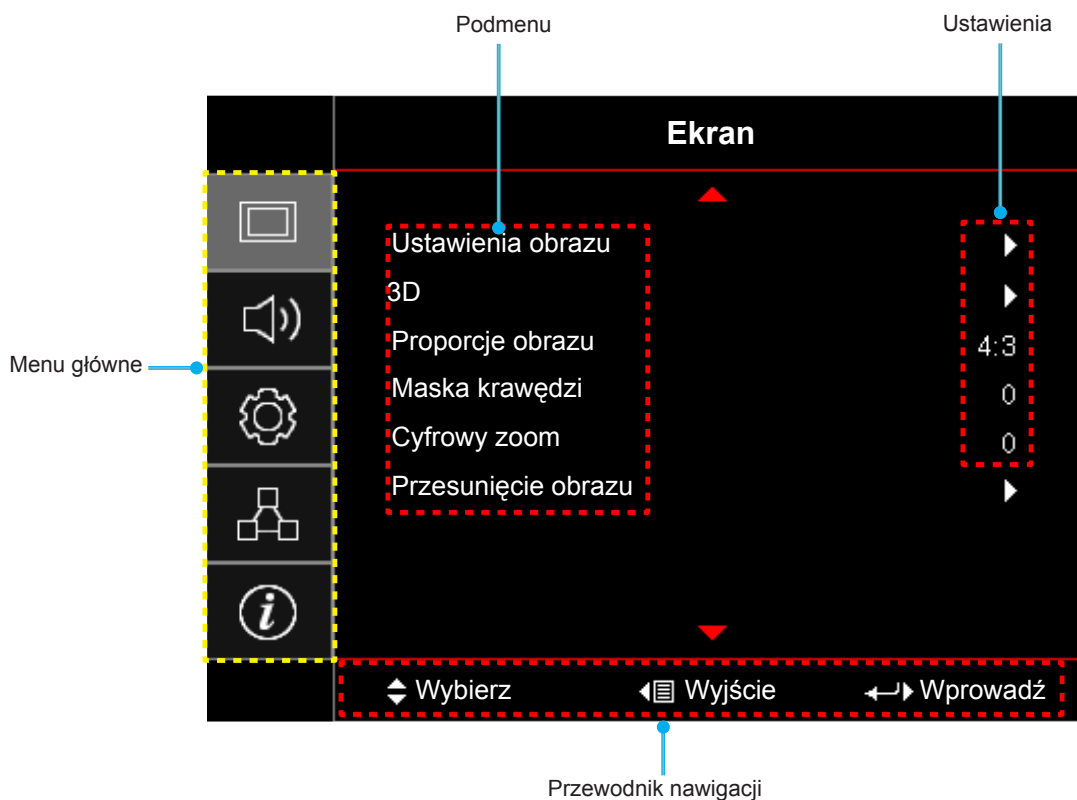 Podmenu
Ustawienia
Ekran
Ustawienia obrazu
3D
Proporcje obrazu 4:3
Maska krawędzi 0
Cyfrowy zoom 0
Przesunięcie obrazu
Menu główne
i
Wybierz Wyjście Wprowadź
Przewodnik nawigacji